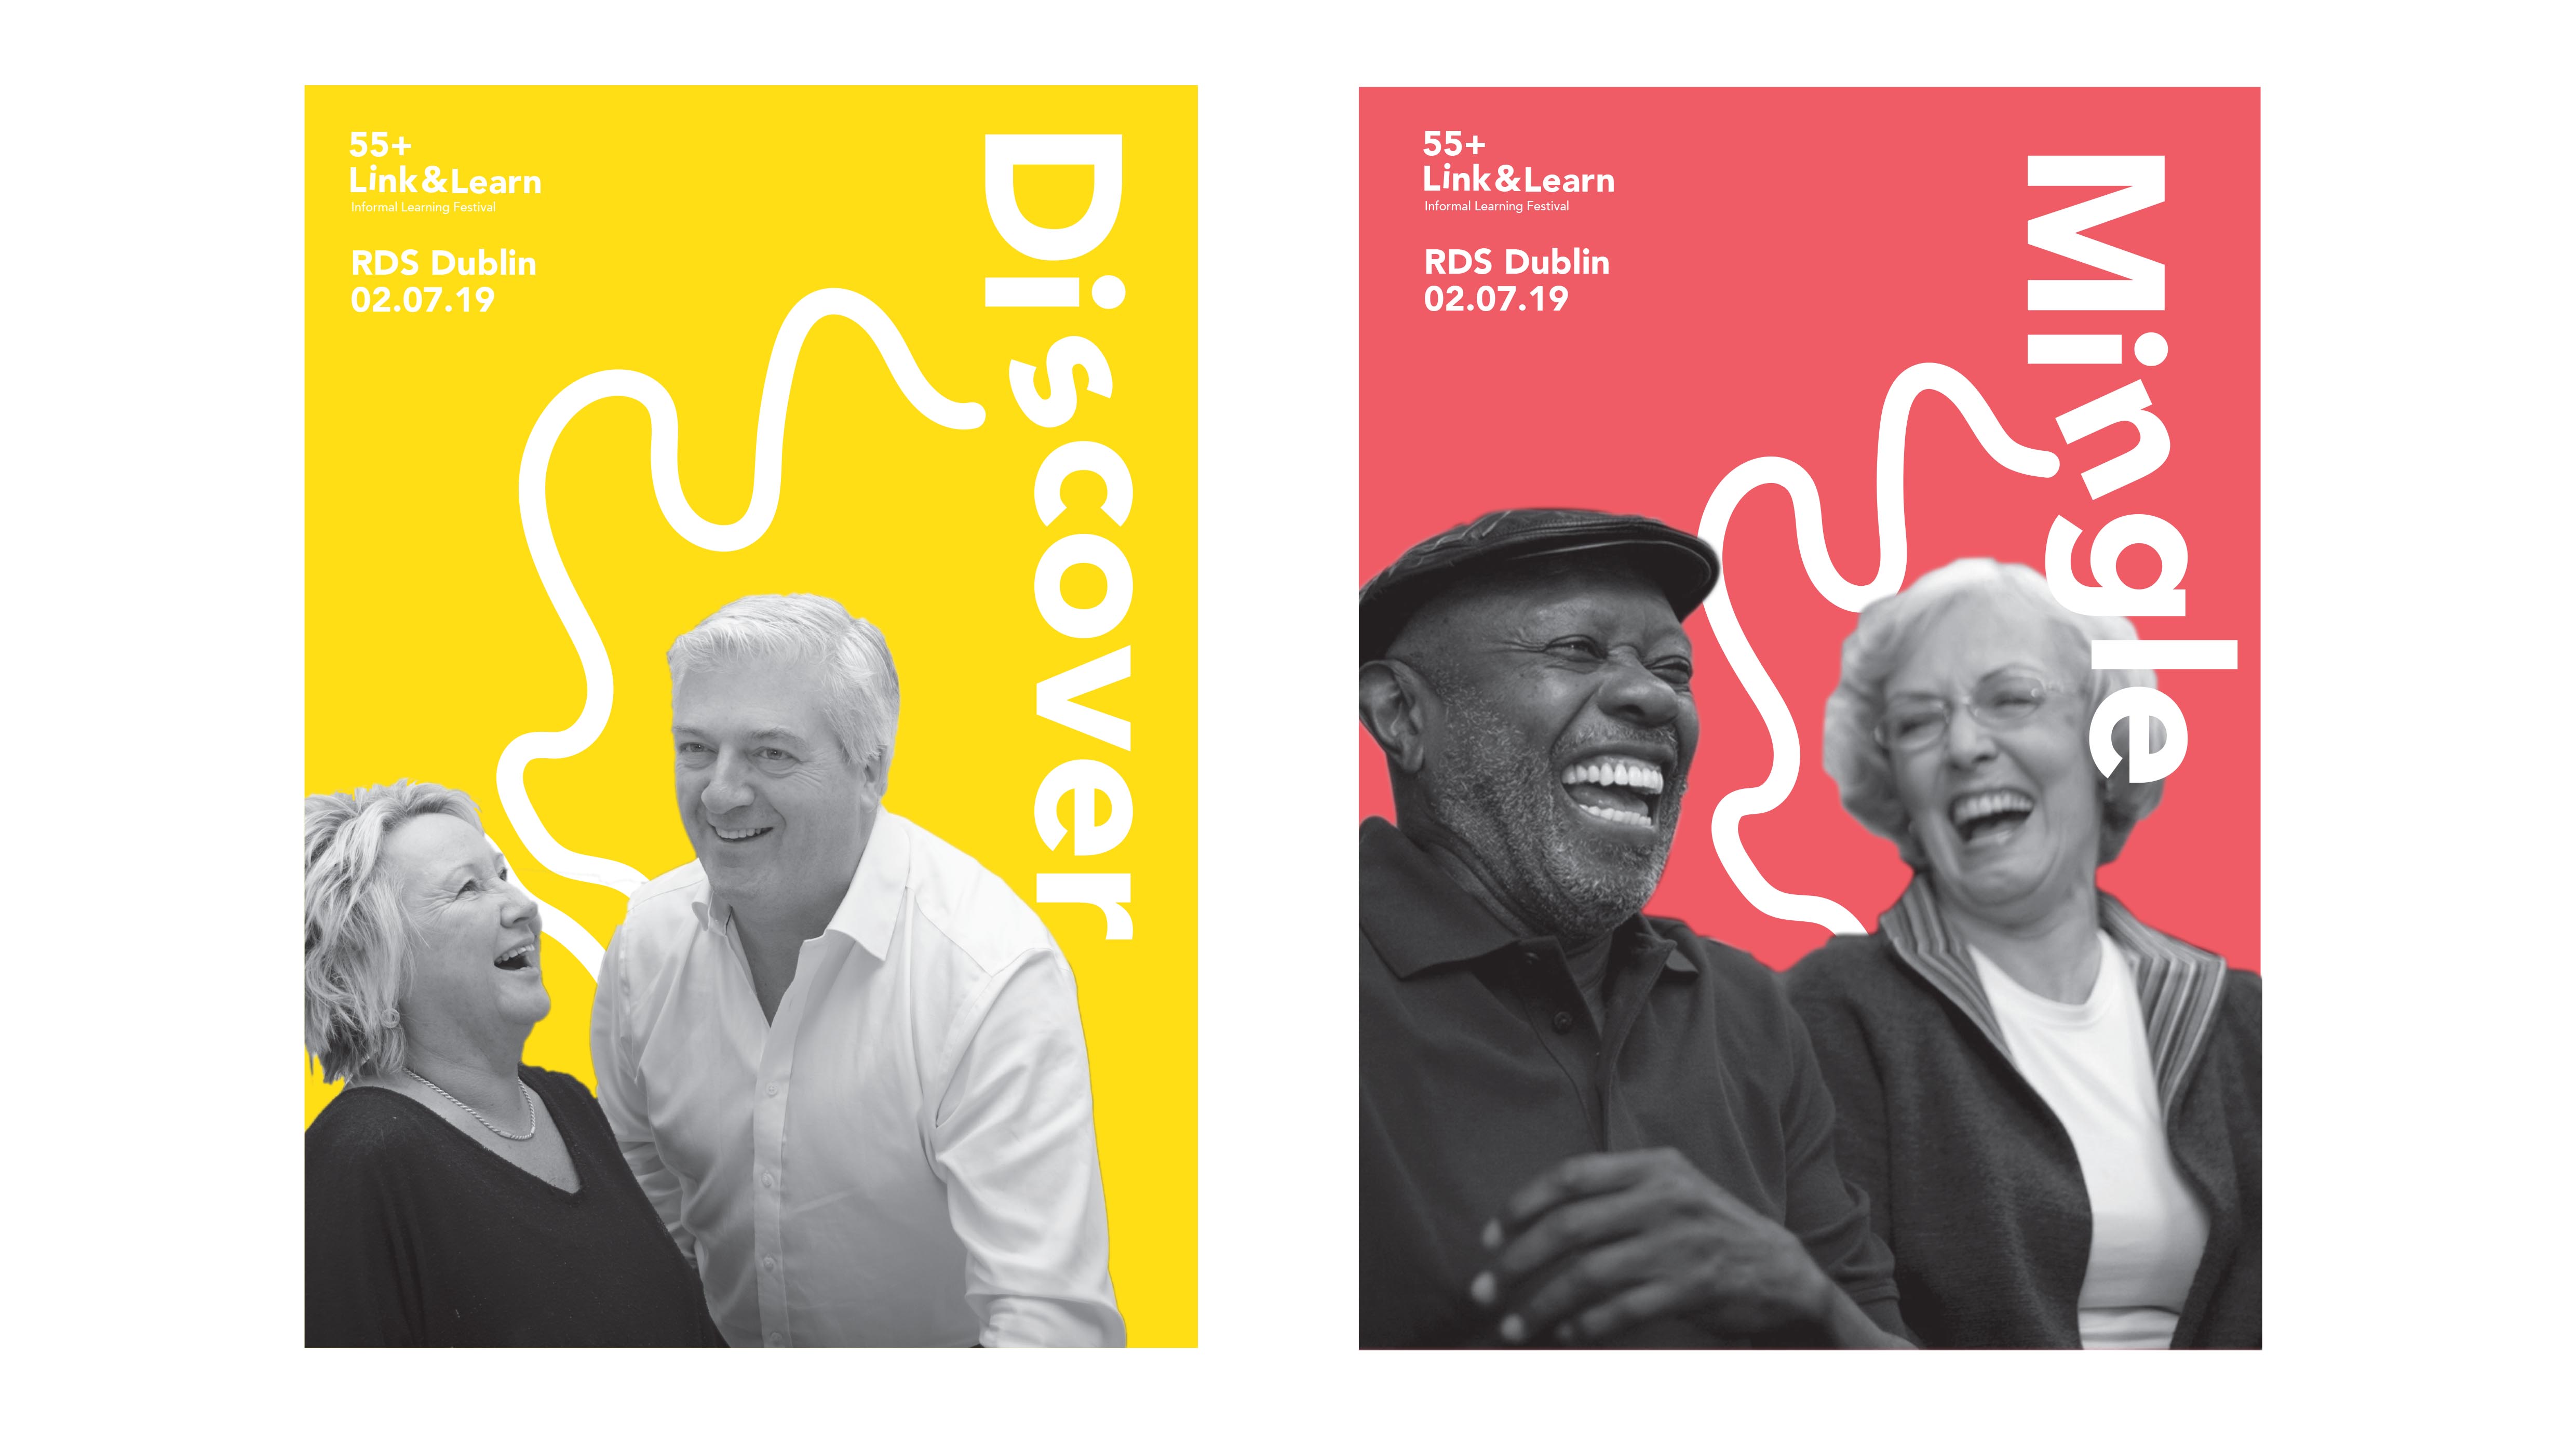 55+
Link&Learn
Informal Learning Festival
RDS Dublin
02.07.19
Discover
55+
Link&Learn
Informal Learning Festival
RDS Dublin
02.07.19
Mingle